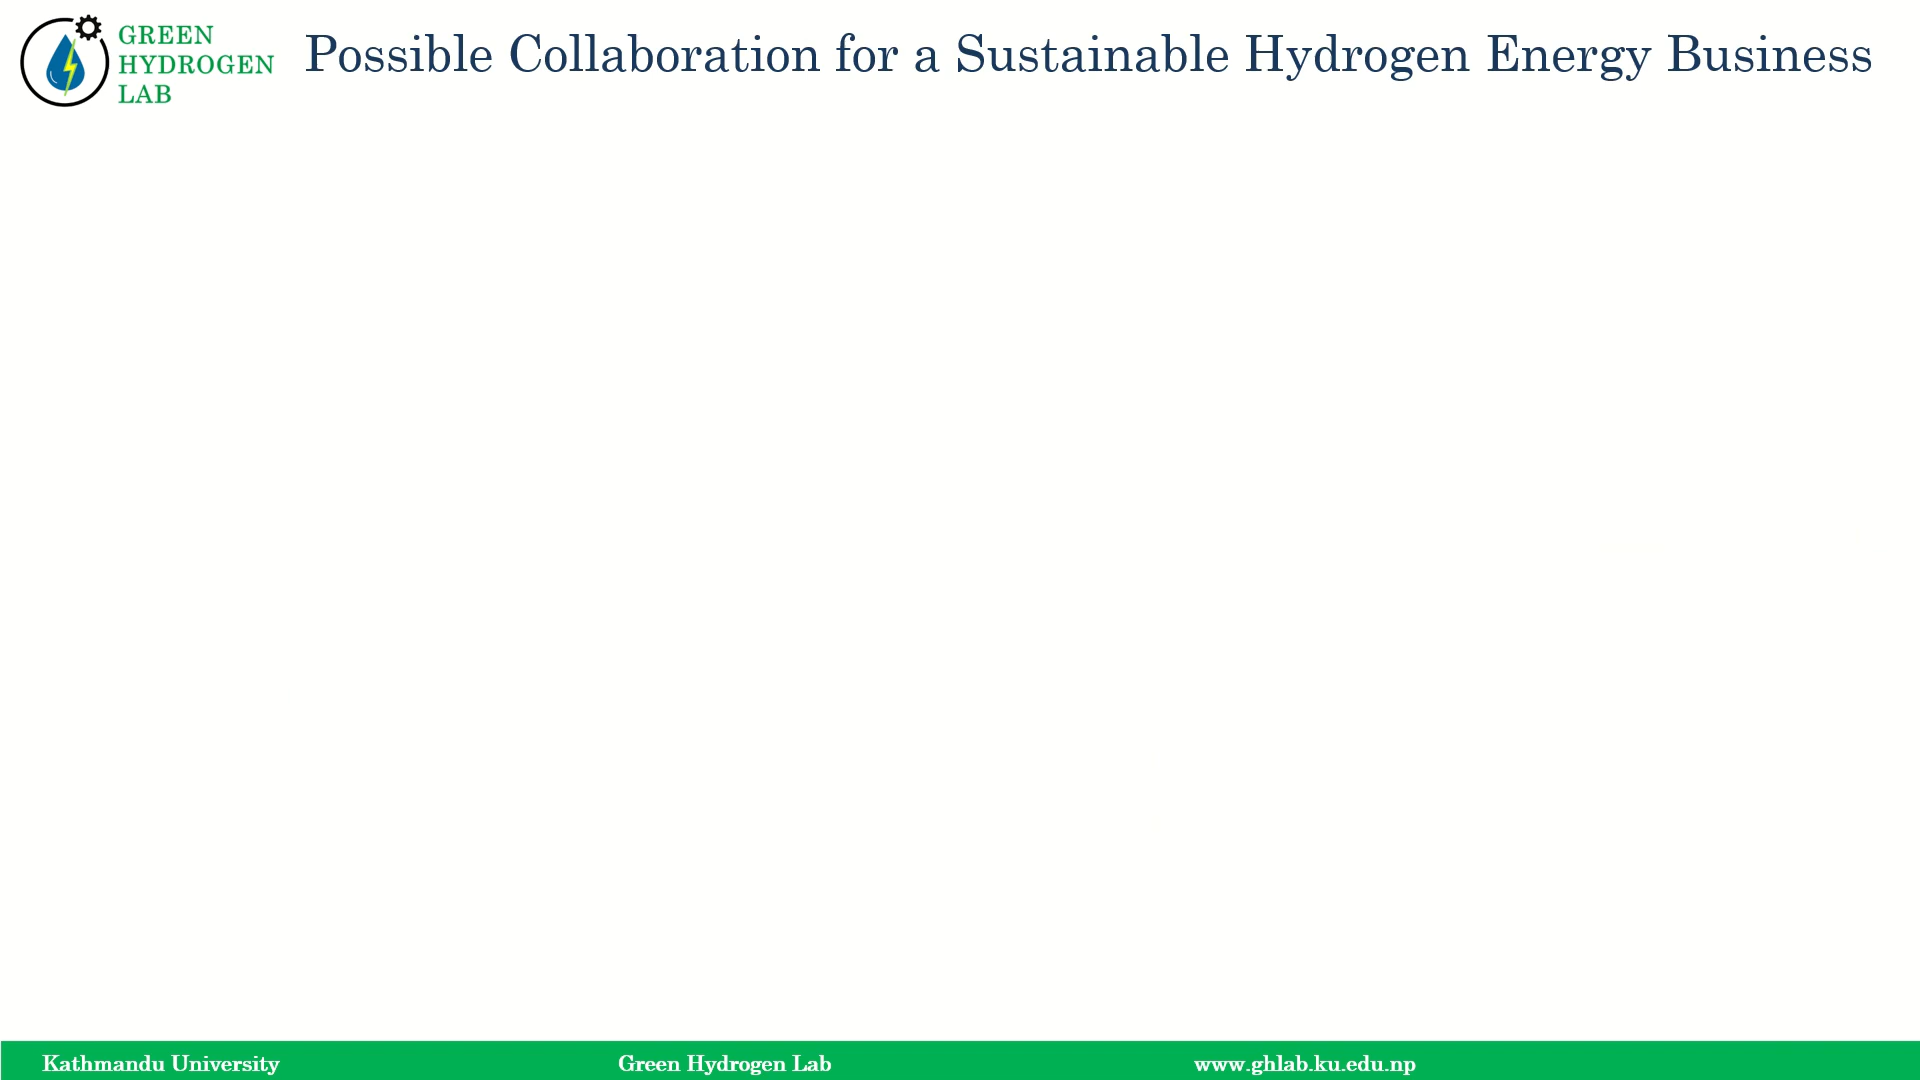 GREEN
HYDROGEN
LAB
Possible Collaboration for a Sustainable Hydrogen Energy Business
Kathmandu University
Green Hydrogen Lab
www.ghlab.ku.edu.np